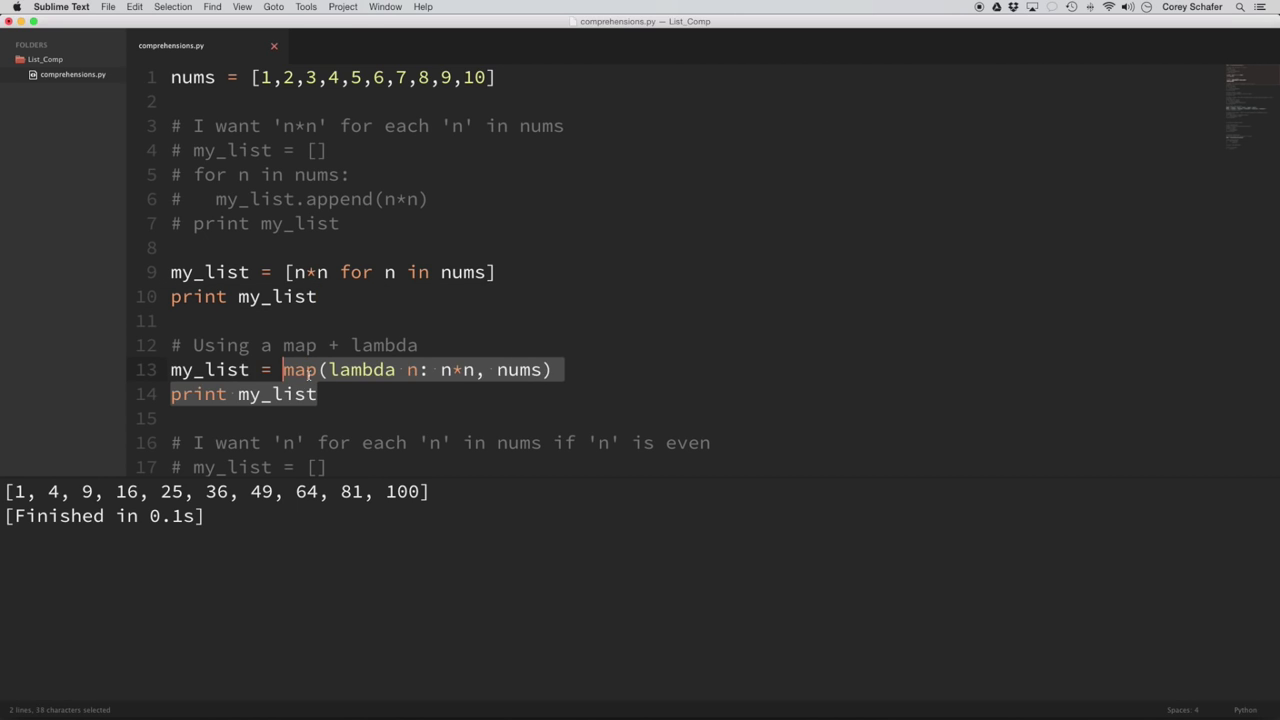 Sublime Text File Edit Selection Find View Goto Tools Project Window Help Corey Schafer
comprehensions.py — List_Comp
FOLDERS
List_Comp
comprehensions.py
comprehensions.py
1 nums = [1,2,3,4,5,6,7,8,9,10]
2
3 # I want 'n*n' for each 'n' in nums
4 # my_list = []
5 # for n in nums:
6 #   my_list.append(n*n)
7 # print my_list
8
9 my_list = [n*n for n in nums]
10 print my_list
11
12 # Using a map + lambda
13 my_list = map(lambda n: n*n, nums)
14 print my_list
15
16 # I want 'n' for each 'n' in nums if 'n' is even
17 # my_list = []
[1, 4, 9, 16, 25, 36, 49, 64, 81, 100]
[Finished in 0.1s]
2 lines, 38 characters selected Spaces: 4 Python